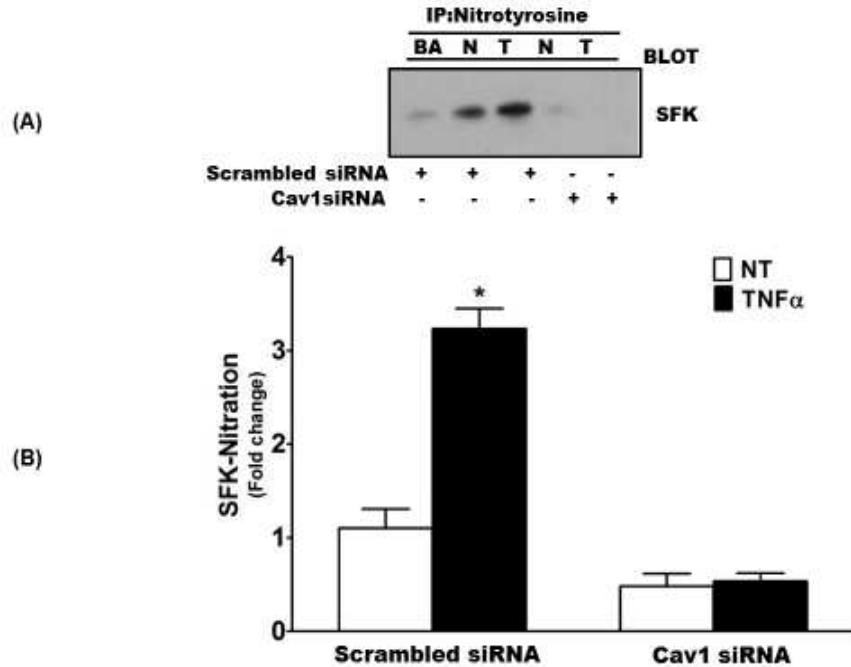 IP:Nitrotyrosine
BA N T N T
BLOT
(A)
SFK
Scrambled siRNA + + + - -
Cav1siRNA - - - + +
4
NT
TNFα
*
3
SFK-Nitration
(Fold change)
(B)
2
1
0
Scrambled siRNA Cav1 siRNA